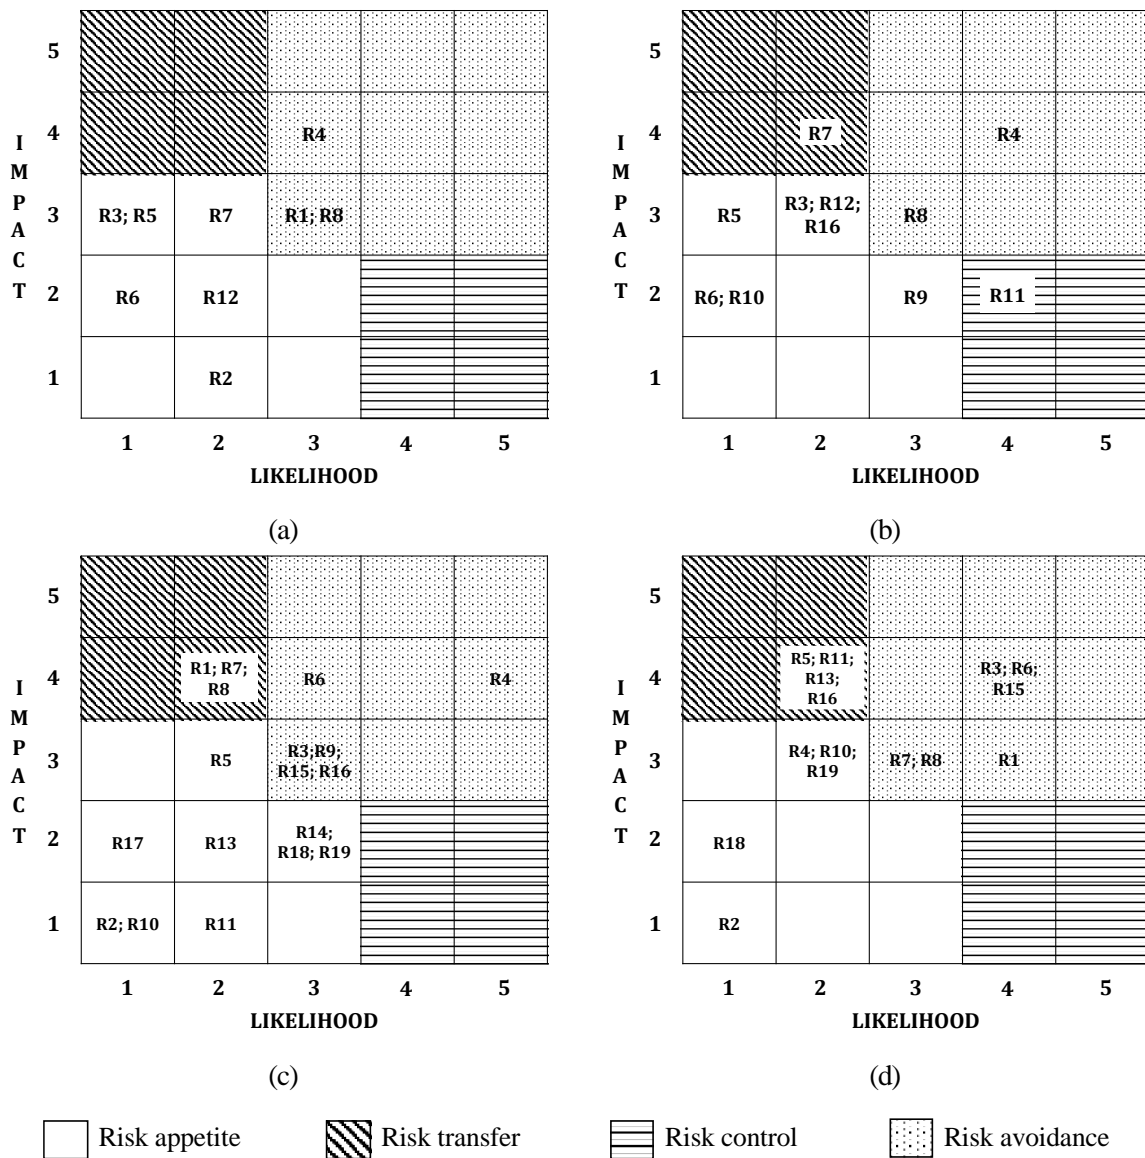 5
4
R4
I
M
P
A
C
T
3
R3; R5
R7
R1; R8
2
R6
R12
1
R2
1 2 3 4 5
LIKELIHOOD
(a)
5
4
R7
R4
I
M
P
A
C
T
3
R5
R3; R12;
R16
R8
2
R6; R10
R9
R11
1
1 2 3 4 5
LIKELIHOOD
(b)
5
4
R1; R7;
R8
R6
R4
I
M
P
A
C
T
3
R5
R3;R9;
R15; R16
2
R17
R13
R14;
R18; R19
1
R2; R10
R11
1 2 3 4 5
LIKELIHOOD
(c)
5
4
R5; R11;
R13;
R16
R3; R6;
R15
I
M
P
A
C
T
3
R4; R10;
R19
R7; R8
R1
2
R18
1
R2
1 2 3 4 5
LIKELIHOOD
(d)
Risk appetite
Risk transfer
Risk control
Risk avoidance